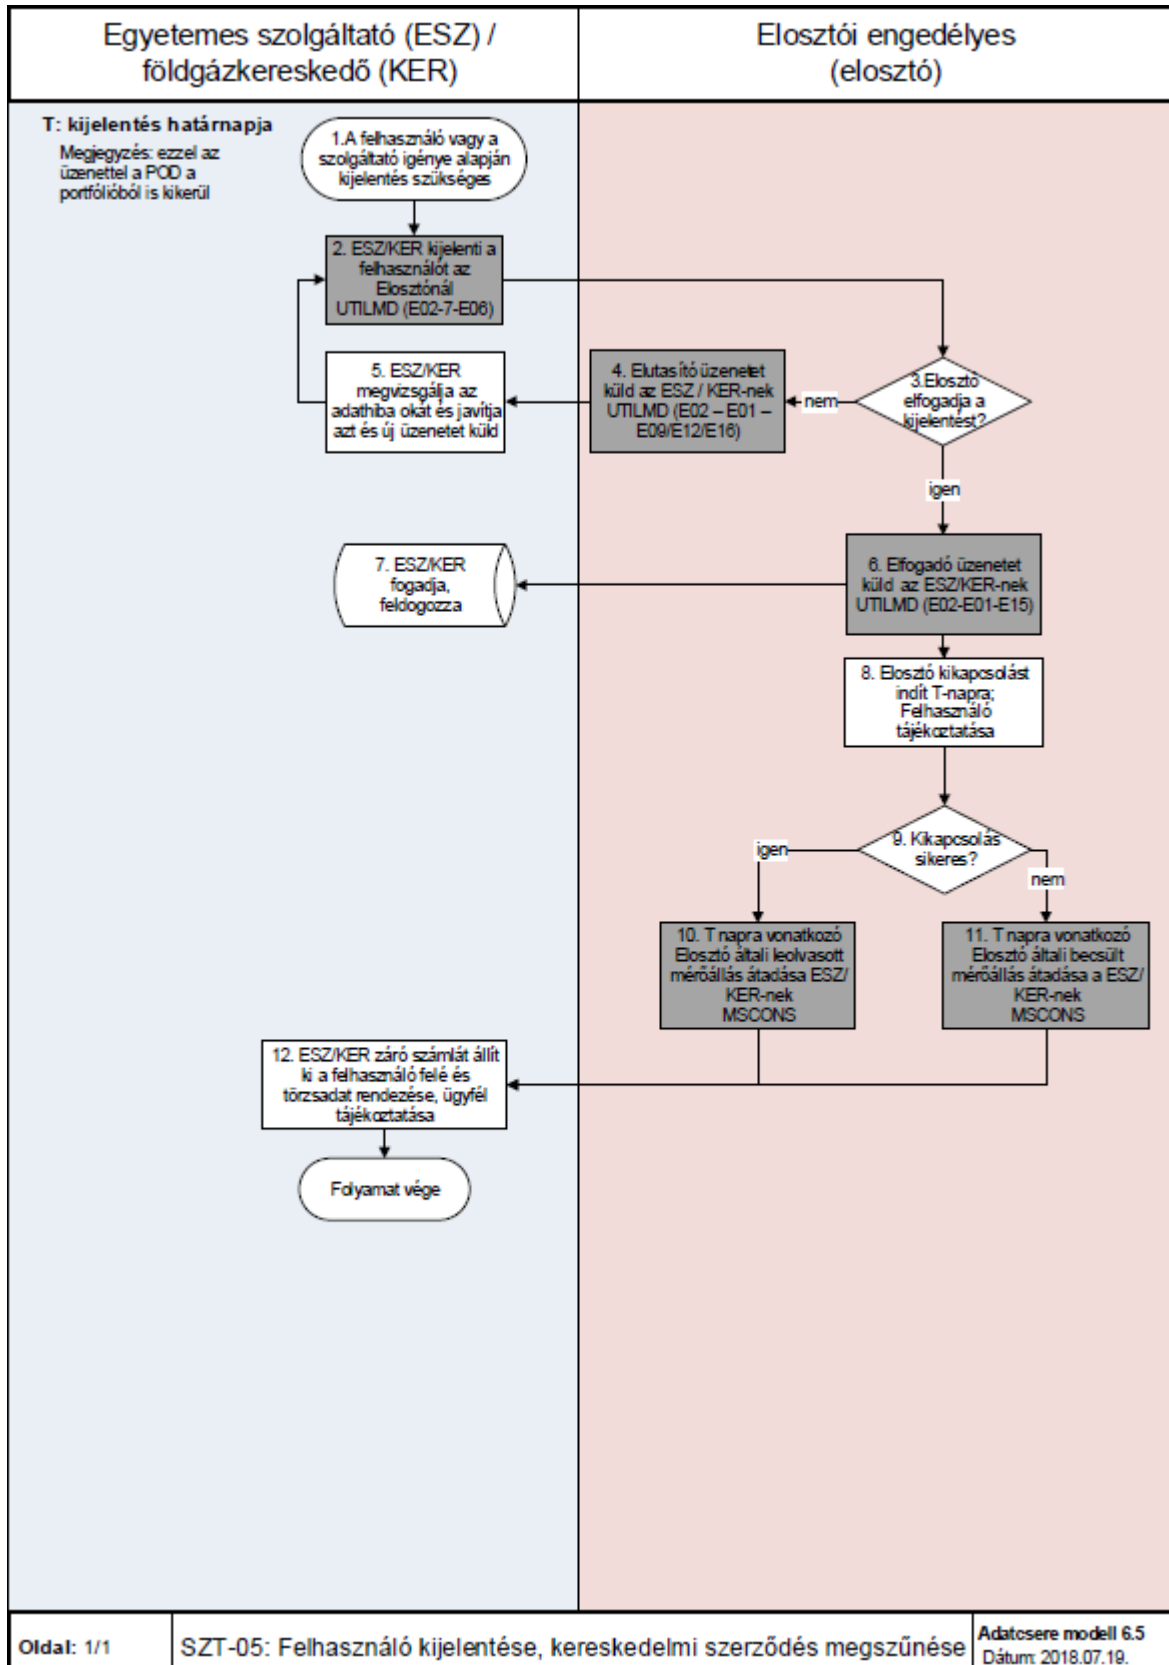 Egyetemes szolgáltató (ESZ) /
földgázkereskedő (KER)
Elosztói engedélyes
(elosztó)
T: kijelentés határnapja
Megjegyzés: ezzel az
üzenettel a POD a
portfólióból is kikerül
1.A felhasználó vagy a
szolgáltató igénye alapján
kijelentés szükséges
2. ESZ/KER kijelenti a
felhasználót az
Elosztónál
UTILMD (E02-7-E06)
3.Elosztó
elfogadja a
kijelentést?
nem
4. Elutasító üzenetet
küld az ESZ / KER-nek
UTILMD (E02 – E01 –
E09/E12/E16)
5. ESZ/KER
megvizsgálja az
adathiba okát és javítja
azt és új üzenetet küld
igen
6. Elfogadó üzenetet
küld az ESZ/KER-nek
UTILMD (E02-E01-E15)
7. ESZ/KER
fogadja,
feldogozza
8. Elosztó kikapcsolást
indít T-napra;
Felhasználó
tájékoztatása
9. Kikapcsolás
sikeres?
igen
nem
10. T napra vonatkozó
Elosztó általi leolvasott
mérőállás átadása ESZ/
KER-nek
MSCONS
11. T napra vonatkozó
Elosztó általi becsült
mérőállás átadása a ESZ/
KER-nek
MSCONS
12. ESZ/KER záró számlát állít
ki a felhasználó felé és
törzsadat rendezése, ügyfél
tájékoztatása
Folyamat vége
Oldal: 1/1
SZT-05: Felhasználó kijelentése, kereskedelmi szerződés megszűnése
Adatcsere modell 6.5
Dátum: 2018.07.19.